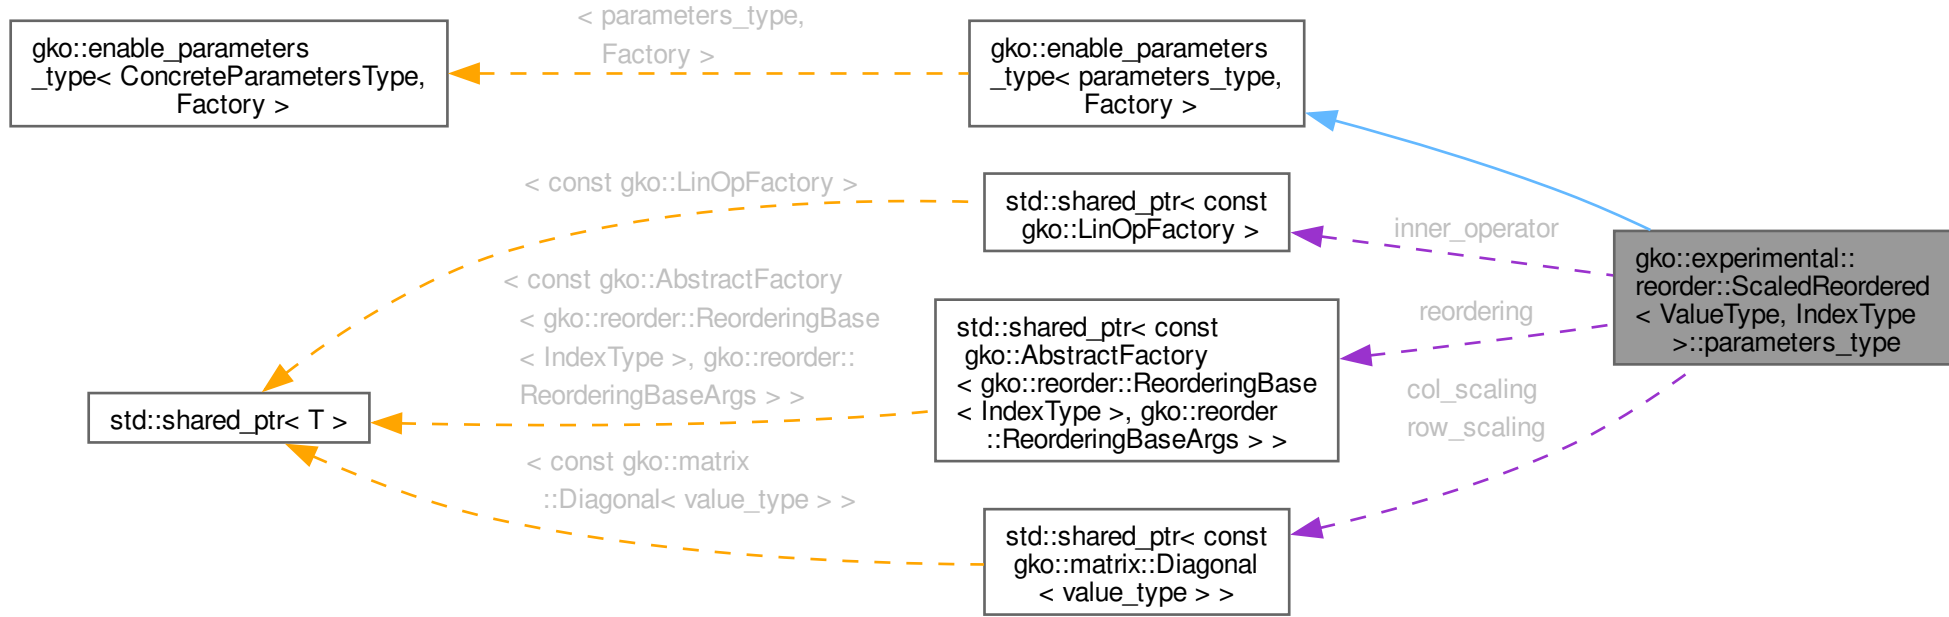 gko::enable_parameters
_type< ConcreteParametersType,
Factory >
< parameters_type,
Factory >
gko::enable_parameters
_type< parameters_type,
Factory >
< const gko::LinOpFactory >
std::shared_ptr< const
gko::LinOpFactory >
inner_operator
gko::experimental::
reorder::ScaledReordered
< ValueType, IndexType
>::parameters_type
< const gko::AbstractFactory
< gko::reorder::ReorderingBase
< IndexType >, gko::reorder::
ReorderingBaseArgs > >
std::shared_ptr< const
gko::AbstractFactory
< gko::reorder::ReorderingBase
< IndexType >, gko::reorder
::ReorderingBaseArgs > >
reordering
col_scaling
row_scaling
std::shared_ptr< T >
< const gko::matrix
::Diagonal< value_type > >
std::shared_ptr< const
gko::matrix::Diagonal
< value_type > >